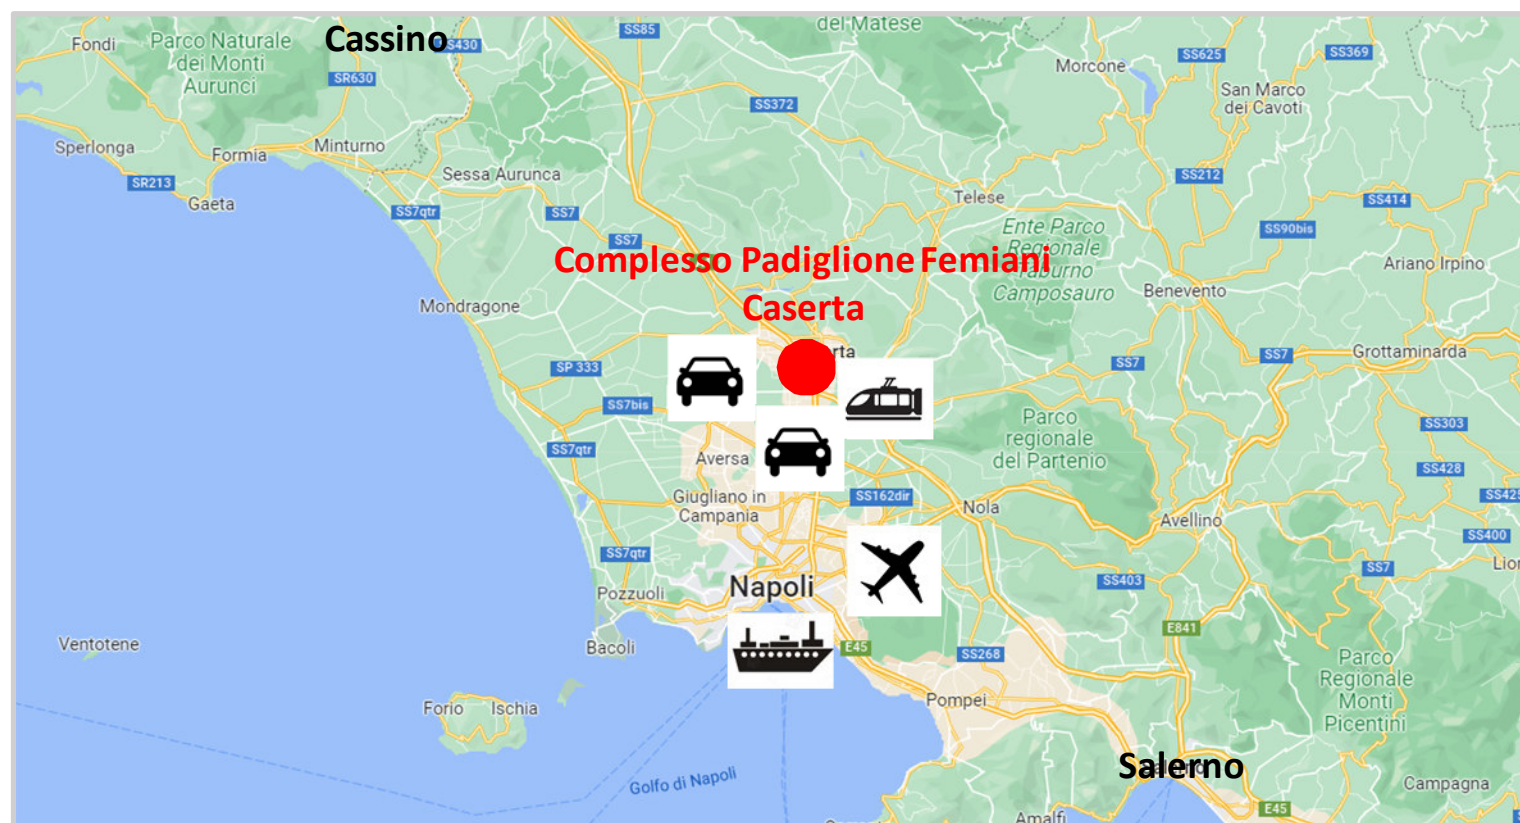 del Matese
Cassino
Fondi
Parco Naturale
dei Monti
Aurunci
SS430
SS85
SS625
SS369
Morcone
SR630
San Marco
dei Cavoti
SS372
Sperlonga
Formia
Minturno
Sessa Aurunca
SR213
Gaeta
SS7qtr
SS7
SS7
Telese
SS212
SS414
Ente Parco
Regionale
Taburno
Camposauro
SS90bis
Complesso Padiglione Femiani
Caserta
Ariano Irpino
Benevento
Mondragone
rta
SP 333
SS7
SS7
Grottaminarda
SS7bis
Parco
regionale
del Partenio
SS303
SS7qtr
Aversa
SS428
Giugliano in
Campania
SS162dir
Nola
SS425
Avellino
SS400
SS7qtr
SS7
Napoli
Pozzuoli
SS403
Ventotene
Bacoli
E45
SS268
E841
Parco
Regionale
Monti
Picentini
Pompei
Forio
Ischia
Salerno
Golfo di Napoli
Campagna
E45
Amalfi